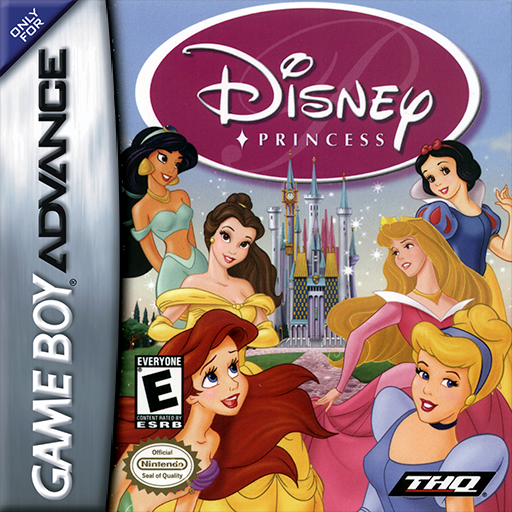 ONLY
FOR
GAME BOY ADVANCE
Disney
PRINCESS
EVERYONE
E
CONTENT RATED BY
ESRB
Official
Nintendo
Seal of Quality
THQ